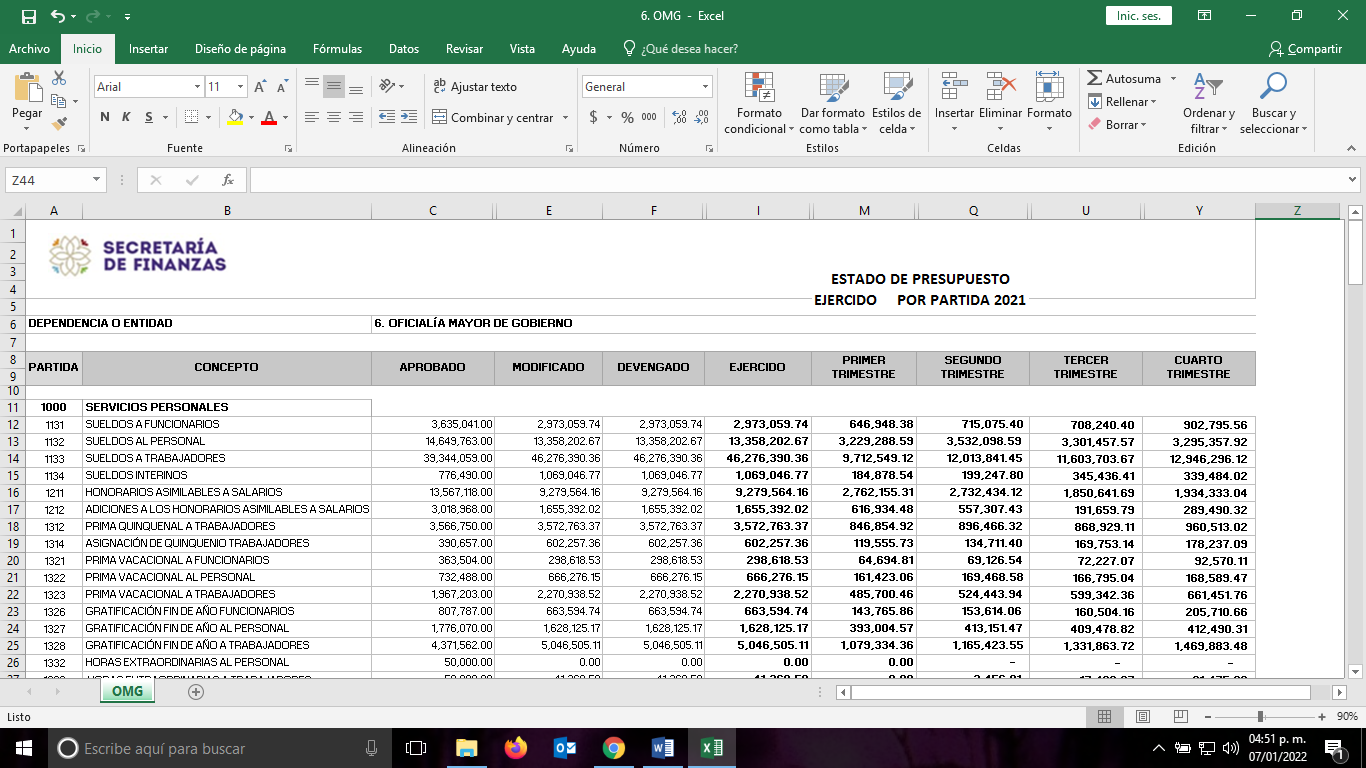 6. OMG - Excel
Inic. ses.
Archivo Inicio Insertar Diseño de página Fórmulas Datos Revisar Vista Ayuda ¿Qué desea hacer? Compartir
Pegar
Arial 11
N K S
Ajustar texto
Combinar y centrar
General
$ % 000
Formato condicional
Dar formato como tabla
Estilos de celda
Insertar Eliminar Formato
Autosuma
Rellenar
Borrar
Ordenar y filtrar
Buscar y seleccionar
Portapapeles Fuente Alineación Número Estilos Celdas Edición
Z44 fx
A B C E F I M Q U Y Z
1
2 SECRETARÍA
3 DE FINANZAS
4 ESTADO DE PRESUPUESTO
5 EJERCIDO POR PARTIDA 2021
6 DEPENDENCIA O ENTIDAD 6. OFICIALÍA MAYOR DE GOBIERNO
7
8
9 PARTIDA CONCEPTO APROBADO MODIFICADO DEVENGADO EJERCIDO PRIMER TRIMESTRE SEGUNDO TRIMESTRE TERCER TRIMESTRE CUARTO TRIMESTRE
10
11 1000 SERVICIOS PERSONALES
12 1131 SUELDOS A FUNCIONARIOS 3,635,041.00 2,973,059.74 2,973,059.74 2,973,059.74 646,948.38 715,075.40 708,240.40 902,795.56
13 1132 SUELDOS AL PERSONAL 14,649,763.00 13,358,202.67 13,358,202.67 13,358,202.67 3,229,288.59 3,532,098.59 3,301,457.57 3,295,357.92
14 1133 SUELDOS A TRABAJADORES 39,344,059.00 46,276,390.36 46,276,390.36 46,276,390.36 9,712,549.12 12,013,841.45 11,603,703.67 12,946,296.12
15 1134 SUELDOS INTERINOS 776,490.00 1,069,046.77 1,069,046.77 1,069,046.77 184,878.54 199,247.80 345,436.41 339,484.02
16 1211 HONORARIOS ASIMILABLES A SALARIOS 13,567,118.00 9,279,564.16 9,279,564.16 9,279,564.16 2,762,155.31 2,732,434.12 1,850,641.69 1,934,333.04
17 1212 ADICIONES A LOS HONORARIOS ASIMILABLES A SALARIOS 3,018,968.00 1,655,392.02 1,655,392.02 1,655,392.02 616,934.48 557,307.43 191,659.79 289,490.32
18 1312 PRIMA QUINQUENAL A TRABAJADORES 3,566,750.00 3,572,763.37 3,572,763.37 3,572,763.37 846,854.92 896,466.32 868,929.11 960,513.02
19 1314 ASIGNACIÓN DE QUINQUENIO TRABAJADORES 390,657.00 602,257.36 602,257.36 602,257.36 119,555.73 134,711.40 169,753.14 178,237.09
20 1321 PRIMA VACACIONAL A FUNCIONARIOS 363,504.00 298,618.53 298,618.53 298,618.53 64,694.81 69,126.54 72,227.07 92,570.11
21 1322 PRIMA VACACIONAL AL PERSONAL 732,488.00 666,276.15 666,276.15 666,276.15 161,423.06 169,468.58 166,795.04 168,589.47
22 1323 PRIMA VACACIONAL A TRABAJADORES 1,967,203.00 2,270,938.52 2,270,938.52 2,270,938.52 485,700.46 524,443.94 599,342.36 661,451.76
23 1326 GRATIFICACIÓN FIN DE AÑO FUNCIONARIOS 807,787.00 663,594.74 663,594.74 663,594.74 143,765.86 153,614.06 160,504.16 205,710.66
24 1327 GRATIFICACIÓN FIN DE AÑO AL PERSONAL 1,776,070.00 1,628,125.17 1,628,125.17 1,628,125.17 393,004.57 413,151.47 409,478.82 412,490.31
25 1328 GRATIFICACIÓN FIN DE AÑO A TRABAJADORES 4,371,562.00 5,046,505.11 5,046,505.11 5,046,505.11 1,079,334.36 1,165,423.55 1,331,863.72 1,469,883.48
26 1332 HORAS EXTRAORDINARIAS AL PERSONAL 50,000.00 0.00 0.00 0.00 0.00 - - -
OMG
Listo 90%
Escribe aquí para buscar
04:51 p. m.
07/01/2022
1